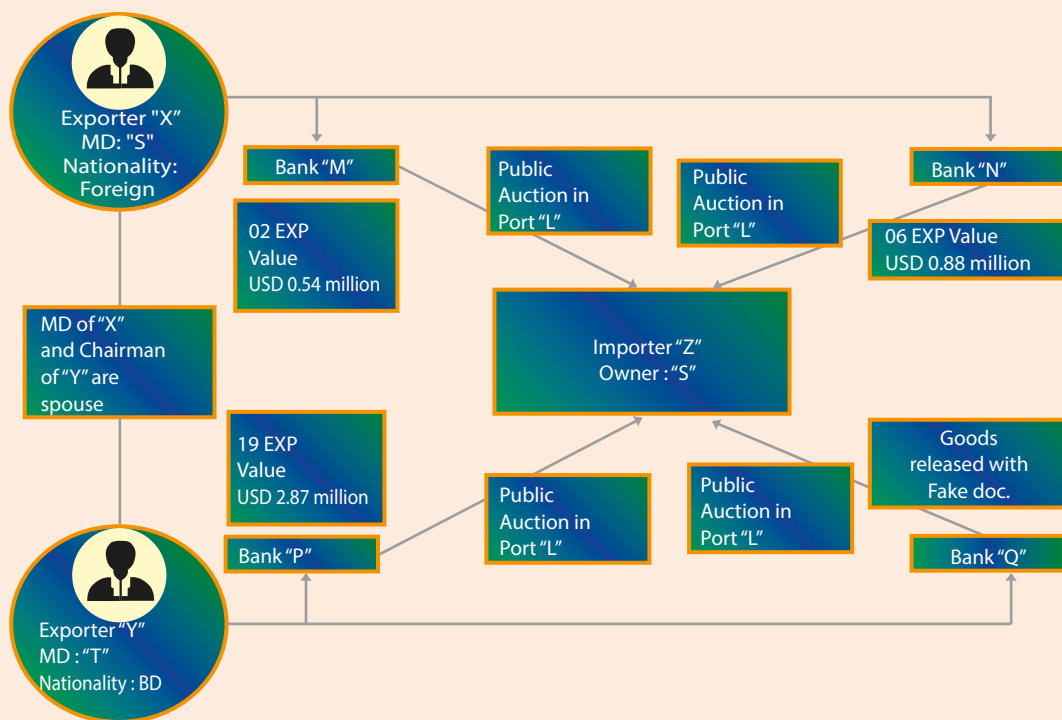 Exporter "X”
MD: "S"
Nationality:
Foreign
Bank “M”
Public
Auction in
Port “L”
Public
Auction in
Port “L”
Bank “N”
02 EXP
Value
USD 0.54 million
06 EXP Value
USD 0.88 million
MD of “X”
and Chairman
of “Y” are
spouse
Importer “Z”
Owner : “S”
19 EXP
Value
USD 2.87 million
Goods
released with
Fake doc.
Public
Auction in
Port “L”
Public
Auction in
Port “L”
Bank “P”
Bank “Q”
Exporter “Y”
MD : “T”
Nationality : BD